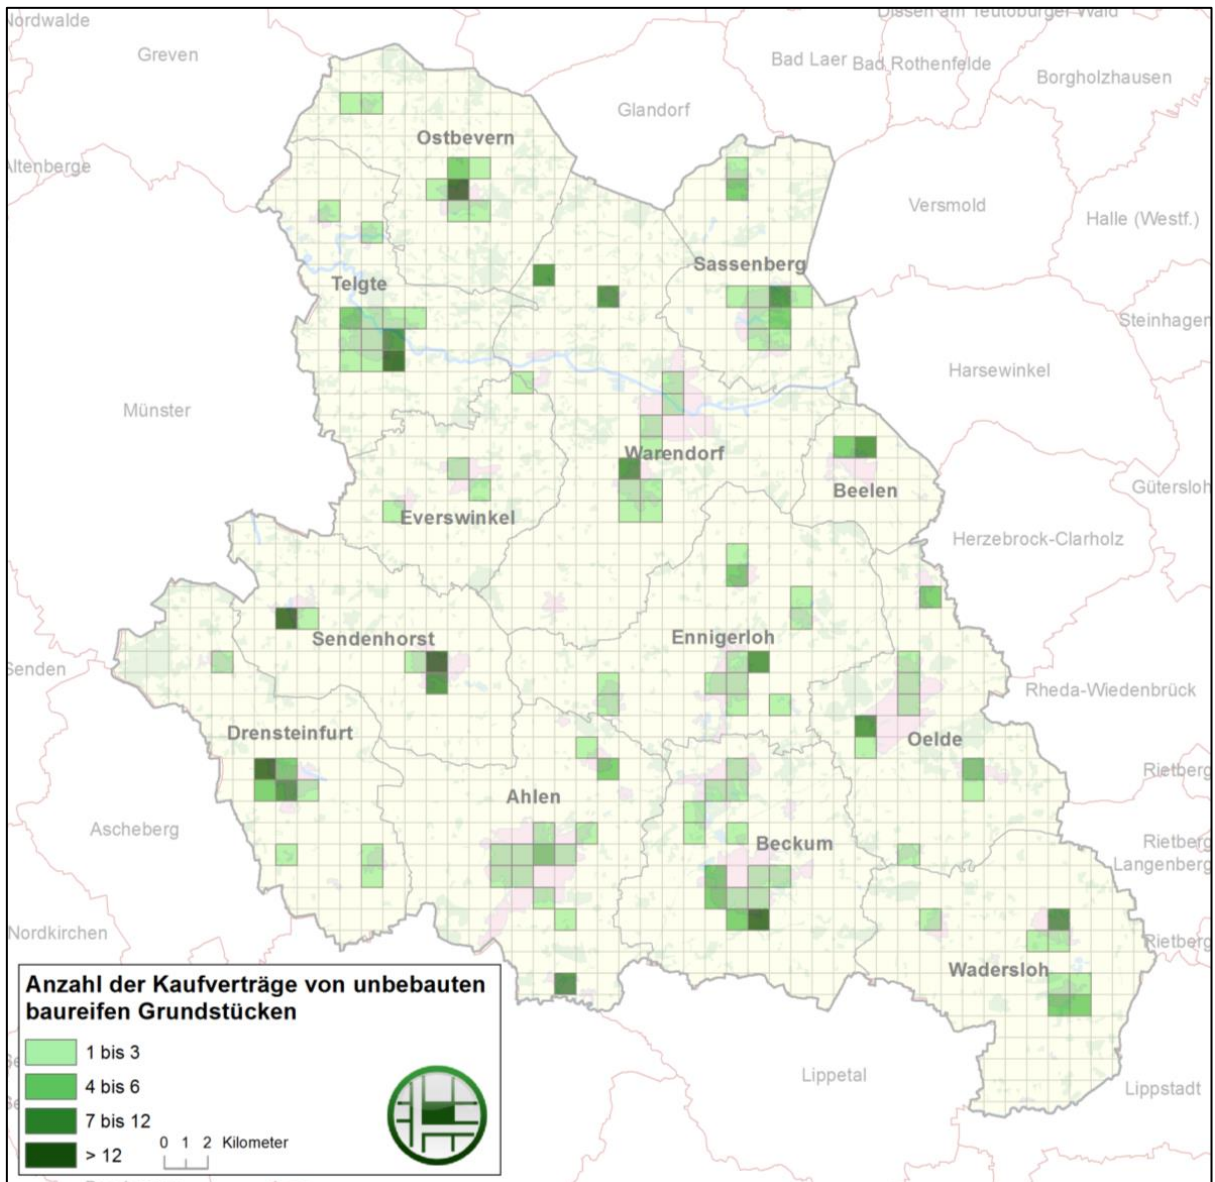 Dissen am Teutoburger Wald
Nordwalde
Greven
Bad Laer
Bad Rothenfelde
Borgholzhausen
Glandorf
Ostbevern
Altenberge
Versmold
Halle (Westf.)
Sassenberg
Telgte
Steinhagen
Harsewinkel
Münster
Warendorf
Beelen
Gütersloh
Everswinkel
Herzebrock-Clarholz
Sendenhorst
Ennigerloh
Senden
Rheda-Wiedenbrück
Drensteinfurt
Oelde
Rietberg
Ahlen
Ascheberg
Beckum
Rietberg
Langenberg
Nordkirchen
Rietberg
Wadersloh
Anzahl der Kaufverträge von unbebauten
baureifen Grundstücken
1 bis 3
4 bis 6
7 bis 12
> 12
0 1 2 Kilometer
Lippetal
Lippstadt